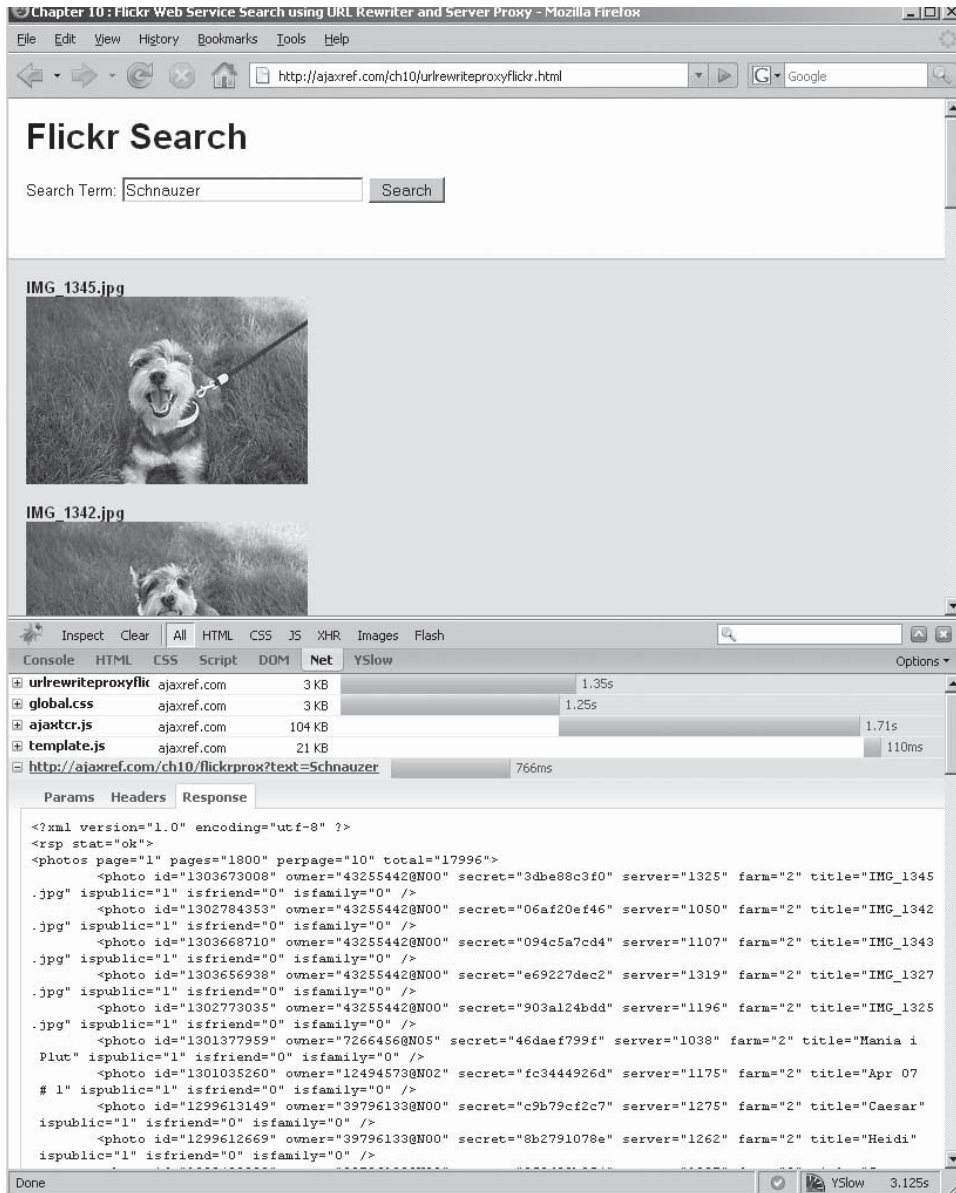 Chapter 10 : Flickr Web Service Search using URL Rewriter and Server Proxy - Mozilla Firefox
File Edit View History Bookmarks Tools Help
http://ajaxref.com/ch10/urlrewriteproxyflickr.html
G Google
Flickr Search
Search Term: Schnauzer Search
IMG_1345.jpg
IMG_1342.jpg
Inspect Clear All HTML CSS JS XHR Images Flash
Console HTML CSS Script DOM Net YSlow Options
urlrewriteproxyflic ajaxref.com 3 KB 1.35s
global.css ajaxref.com 3 KB 1.25s
ajaxtcr.js ajaxref.com 104 KB 1.71s
template.js ajaxref.com 21 KB 110ms
http://ajaxref.com/ch10/flickrprox?text=Schnauzer 766ms
Params Headers Response
<?xml version="1.0" encoding="utf-8" ?>
<rsp stat="ok">
<photos page="1" pages="1800" perpage="10" total="17996">
<photo id="1303673008" owner="43255442@N00" secret="3dbe88c3f0" server="1325" farm="2" title="IMG_1345
.jpg" ispublic="1" isfriend="0" isfamily="0" />
<photo id="1302784353" owner="43255442@N00" secret="06af20ef46" server="1050" farm="2" title="IMG_1342
.jpg" ispublic="1" isfriend="0" isfamily="0" />
<photo id="1303668710" owner="43255442@N00" secret="094c5a7cd4" server="1107" farm="2" title="IMG_1343
.jpg" ispublic="1" isfriend="0" isfamily="0" />
<photo id="1303656938" owner="43255442@N00" secret="e69227dec2" server="1319" farm="2" title="IMG_1327
.jpg" ispublic="1" isfriend="0" isfamily="0" />
<photo id="1302773035" owner="43255442@N00" secret="903a124bdd" server="1196" farm="2" title="IMG_1325
.jpg" ispublic="1" isfriend="0" isfamily="0" />
<photo id="1301377959" owner="7266456@N05" secret="46daef799f" server="1038" farm="2" title="Mania i
Plut" ispublic="1" isfriend="0" isfamily="0" />
<photo id="1301035260" owner="12494573@N02" secret="fc3444926d" server="1175" farm="2" title="Apr 07
# 1" ispublic="1" isfriend="0" isfamily="0" />
<photo id="1299613149" owner="39796133@N00" secret="c9b79cf2c7" server="1275" farm="2" title="Caesar"
ispublic="1" isfriend="0" isfamily="0" />
<photo id="1299612669" owner="39796133@N00" secret="8b2791078e" server="1262" farm="2" title="Heidi"
ispublic="1" isfriend="0" isfamily="0" />
Done YSlow 3.125s